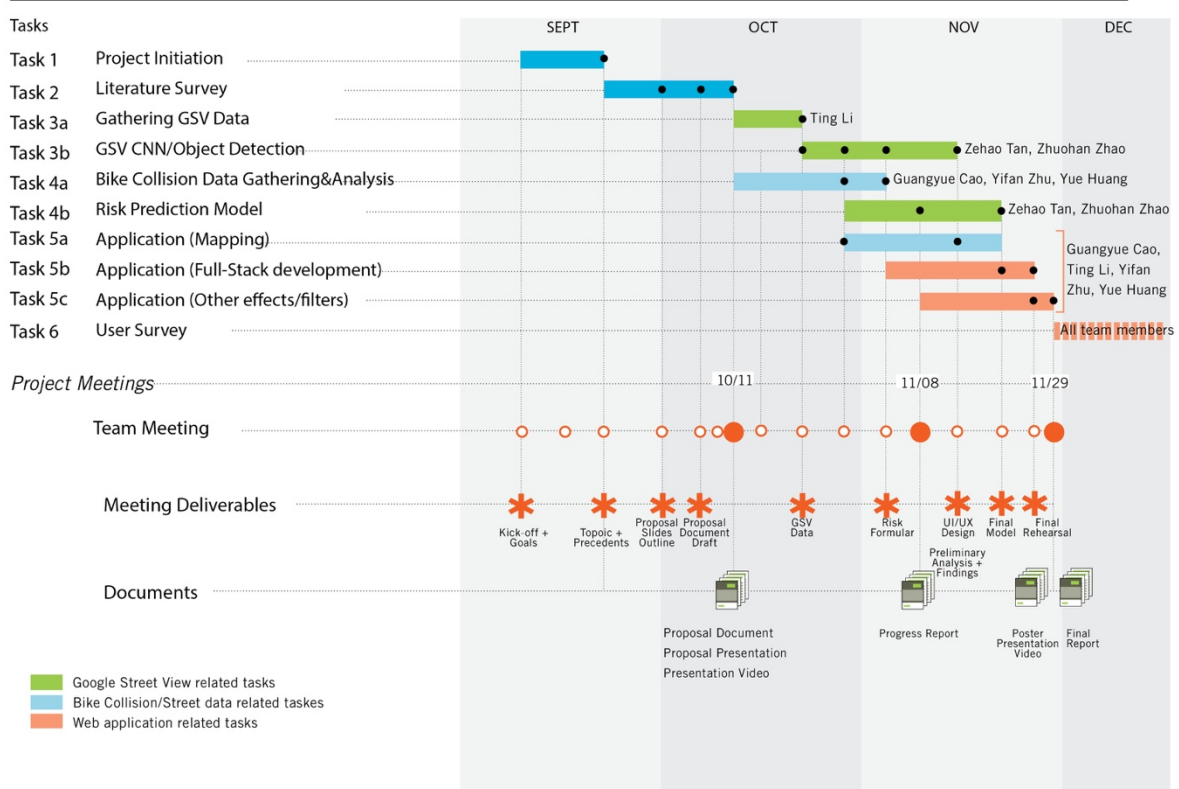 Tasks SEPT OCT NOV DEC
Task 1 Project Initiation
Task 2 Literature Survey
Task 3a Gathering GSV Data Ting Li
Task 3b GSV CNN/Object Detection Zehao Tan, Zhuohan Zhao
Task 4a Bike Collision Data Gathering&Analysis Guangyue Cao, Yifan Zhu, Yue Huang
Task 4b Risk Prediction Model Zehao Tan, Zhuohan Zhao
Task 5a Application (Mapping)
Task 5b Application (Full-Stack development)
Task 5c Application (Other effects/filters)
Guangyue Cao,
Ting Li, Yifan
Zhu, Yue Huang
Task 6 User Survey All team members
Project Meetings 10/11 11/08 11/29
Team Meeting
Meeting Deliverables
Kick-off +
Goals
Topoic +
Precedents
Proposal
Slides
Outline
Proposal
Document
Draft
GSV
Data
Risk
Formular
UI/UX
Design
Preliminary
Analysis +
Findings
Final
Model
Final
Rehearsal
Documents
Proposal Document
Proposal Presentation
Presentation Video
Progress Report
Poster
Presentation
Video
Final
Report
Google Street View related tasks
Bike Collision/Street data related taskes
Web application related tasks